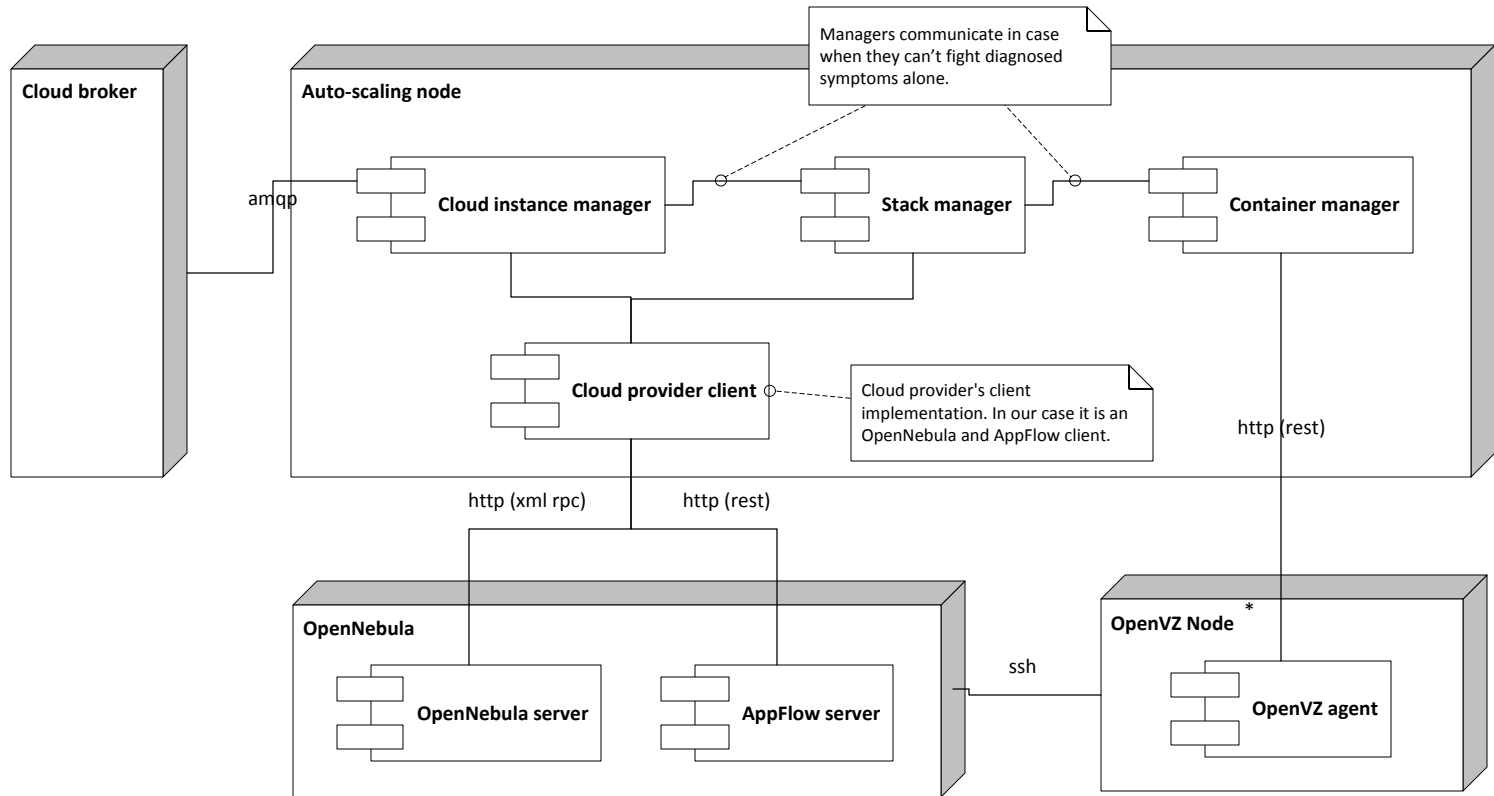 Managers communicate in case
when they can't fight diagnosed
symptoms alone.
Cloud broker
Auto-scaling node
amqp
Cloud instance manager
Stack manager
Container manager
Cloud provider client
Cloud provider's client
implementation. In our case it is an
OpenNebula and AppFlow client.
http (rest)
http (xml rpc)
http (rest)
OpenNebula
OpenVZ Node *
ssh
OpenNebula server
AppFlow server
OpenVZ agent